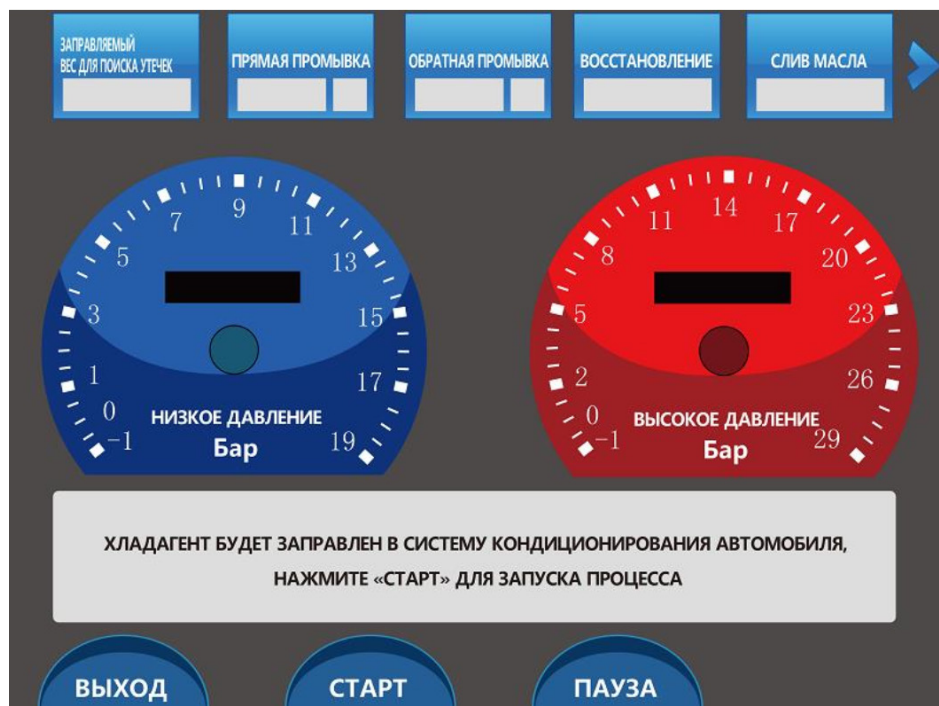 ЗАПРАВЛЯЕМЫЙ
ВЕС ДЛЯ ПОИСКА УТЕЧЕК
ПРЯМАЯ ПРОМЫВКА
ОБРАТНАЯ ПРОМЫВКА
ВОССТАНОВЛЕНИЕ
СЛИВ МАСЛА
-1
0
1
3
5
7
9
11
13
15
17
19
НИЗКОЕ ДАВЛЕНИЕ
Бар
-1
0
2
5
8
11
14
17
20
23
26
29
ВЫСОКОЕ ДАВЛЕНИЕ
Бар
ХЛАДАГЕНТ БУДЕТ ЗАПРАВЛЕН В СИСТЕМУ КОНДИЦИОНИРОВАНИЯ АВТОМОБИЛЯ,
НАЖМИТЕ «СТАРТ» ДЛЯ ЗАПУСКА ПРОЦЕССА
ВЫХОД
СТАРТ
ПАУЗА